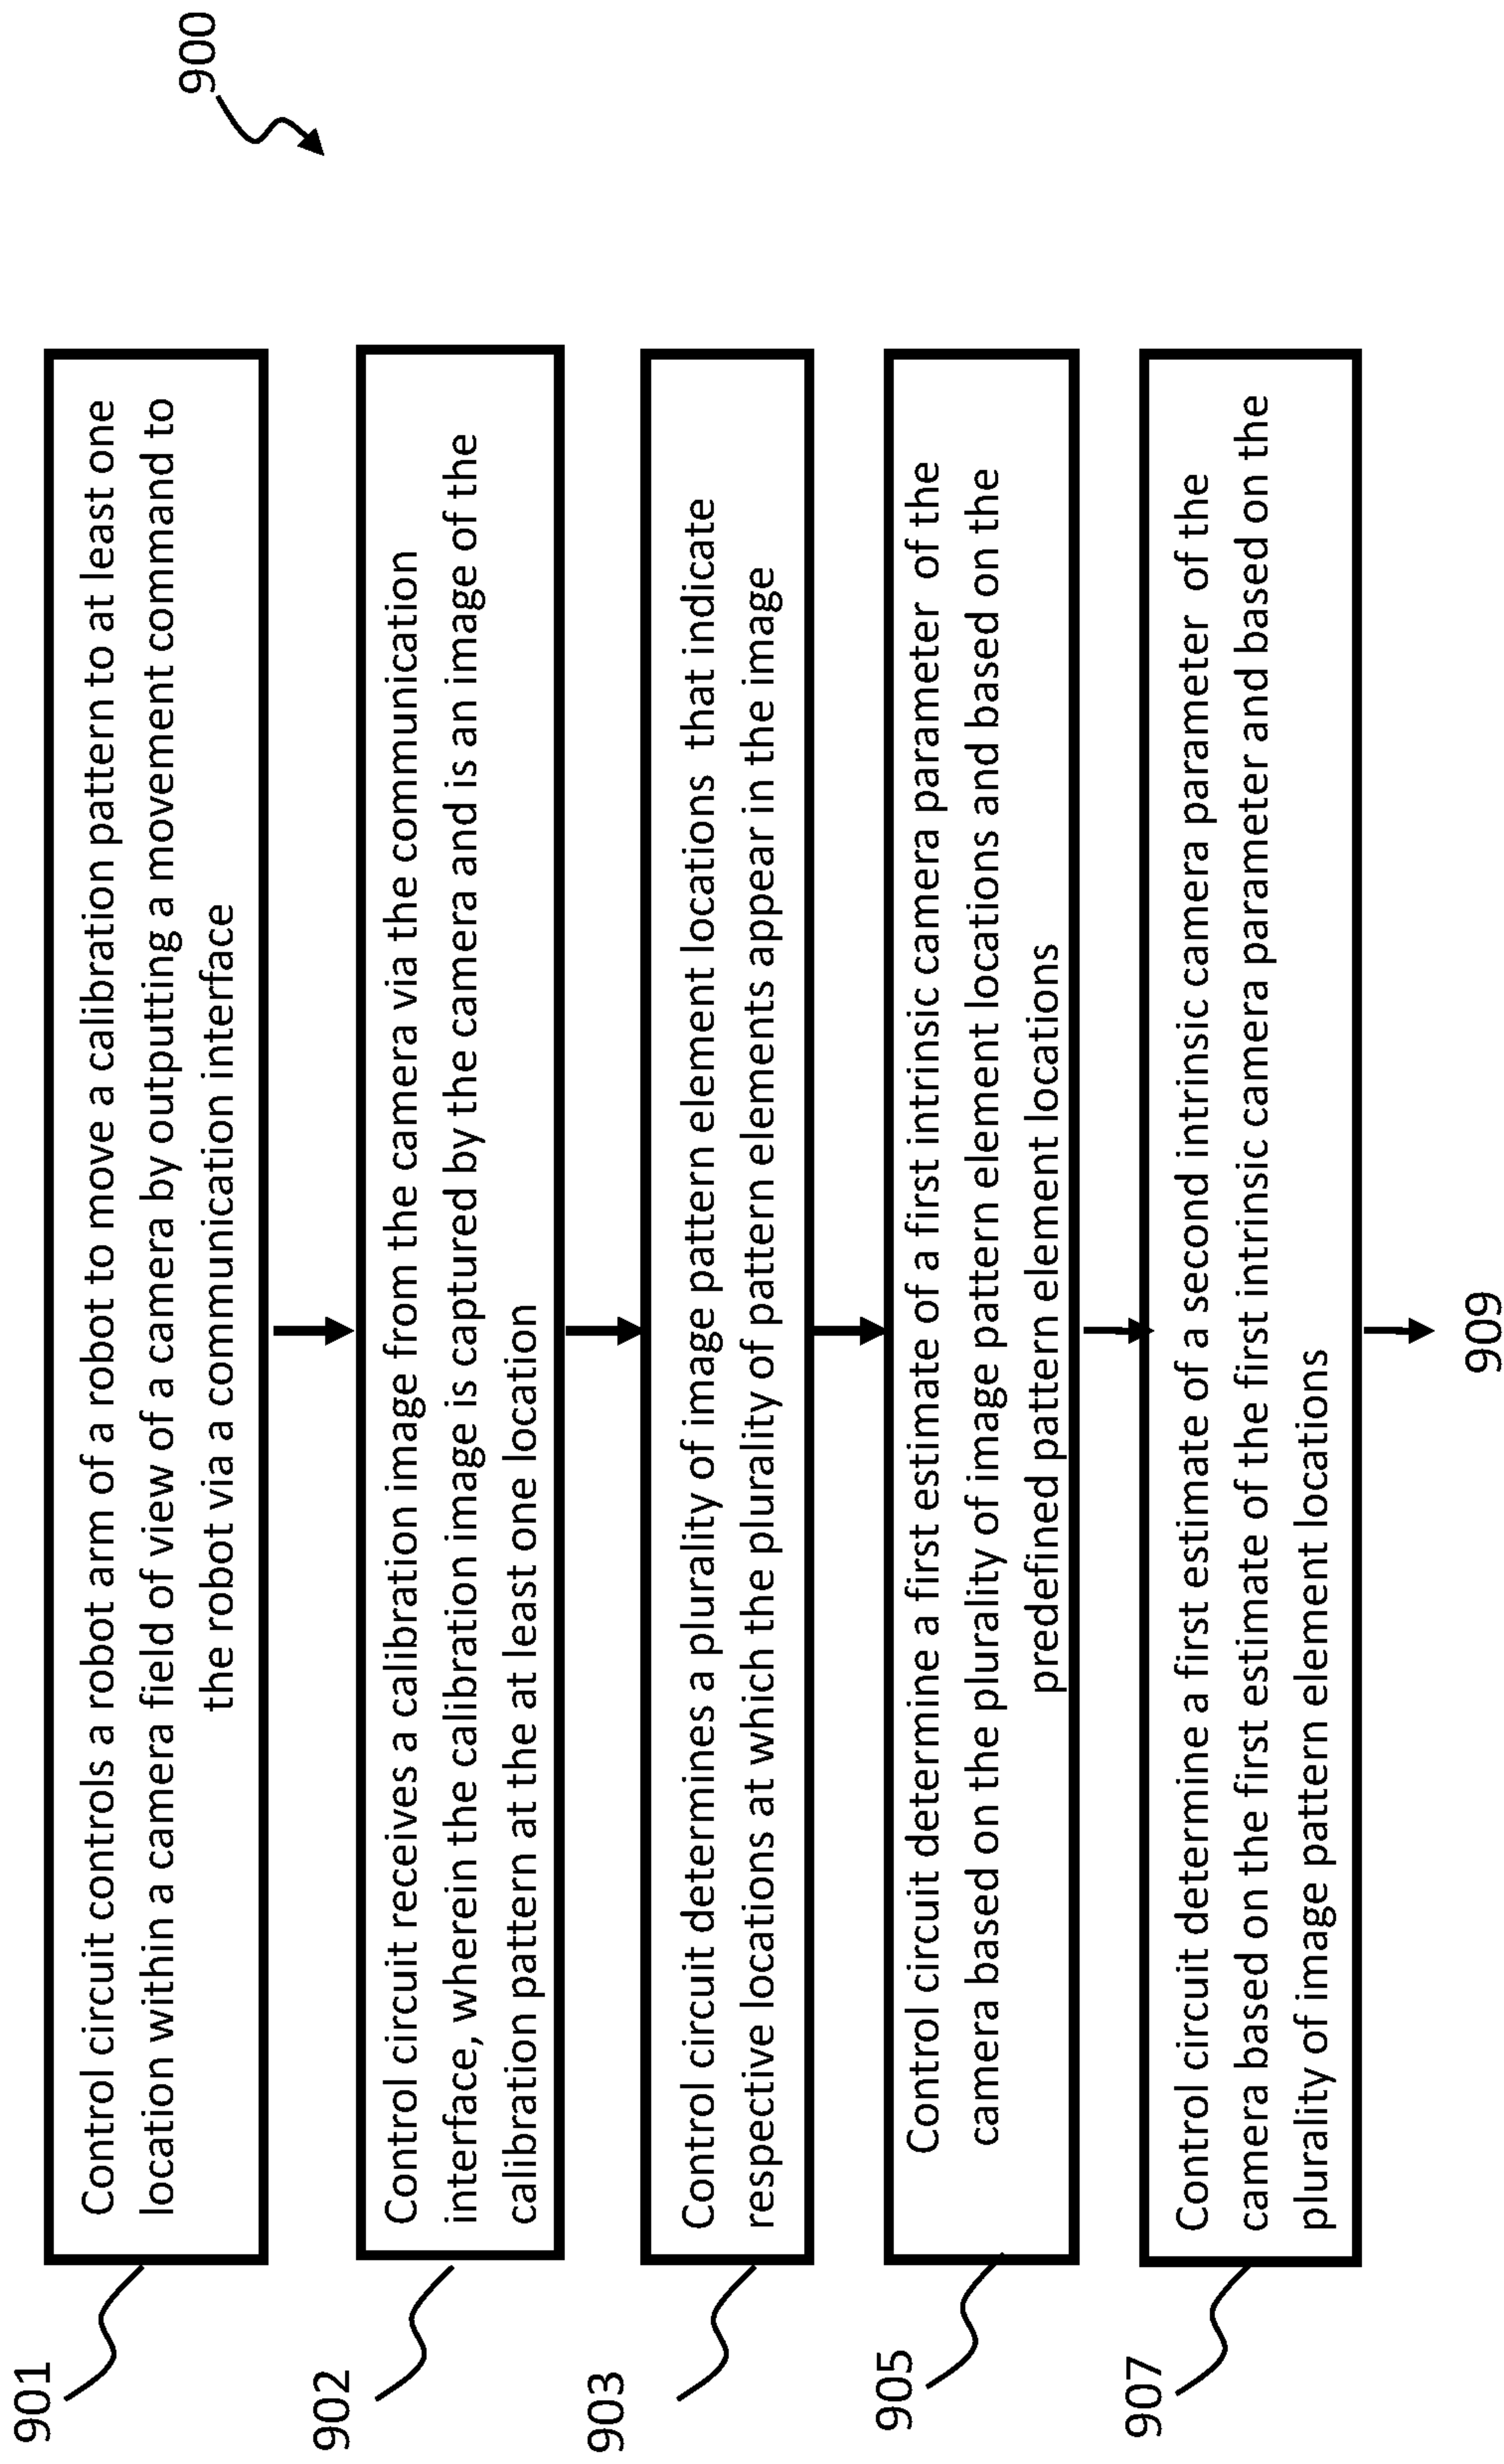 900
901
Control circuit controls a robot arm of a robot to move a calibration pattern to at least one
location within a camera field of view of a camera by outputting a movement command to
the robot via a communication interface
902
Control circuit receives a calibration image from the camera via the communication
interface, wherein the calibration image is captured by the camera and is an image of the
calibration pattern at the at least one location
903
Control circuit determines a plurality of image pattern element locations that indicate
respective locations at which the plurality of pattern elements appear in the image
905
Control circuit determine a first estimate of a first intrinsic camera parameter of the
camera based on the plurality of image pattern element locations and based on the
predefined pattern element locations
907
Control circuit determine a first estimate of a second intrinsic camera parameter of the
camera based on the first estimate of the first intrinsic camera parameter and based on the
plurality of image pattern element locations
909